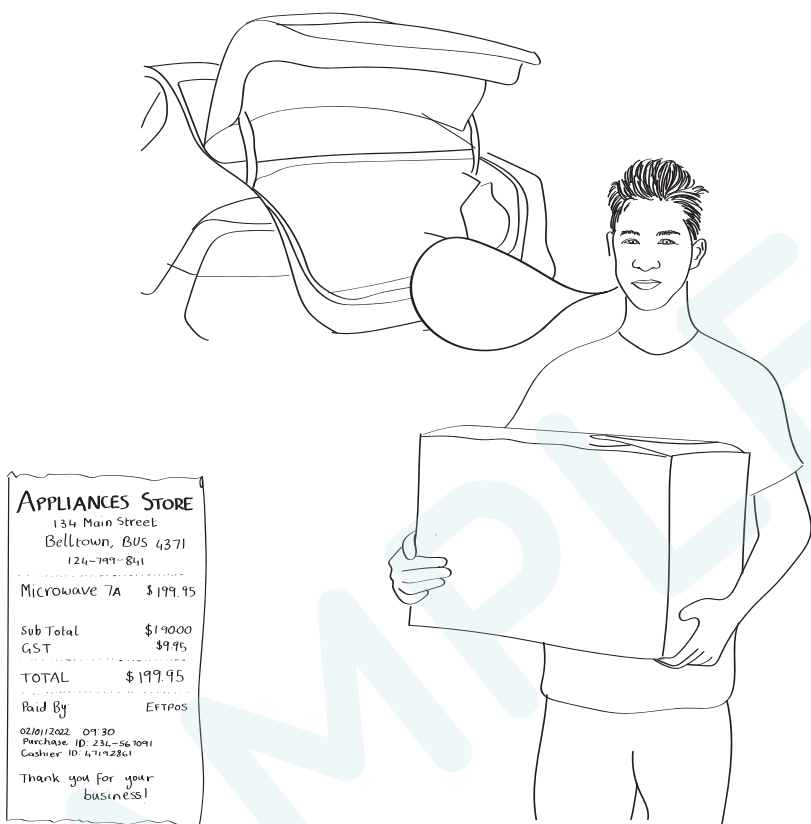 APPLIANCES STORE
134 Main Street
Belltown, BUS 4371
124-799-841
Microwave 7A $199.95
Sub Total $190.00
GST $9.95
TOTAL $199.95
Paid By: EFTPOS
02/01/2022 09:30
Purchase ID: 234-567091
Cashier ID: 47192861
Thank you for your
business!